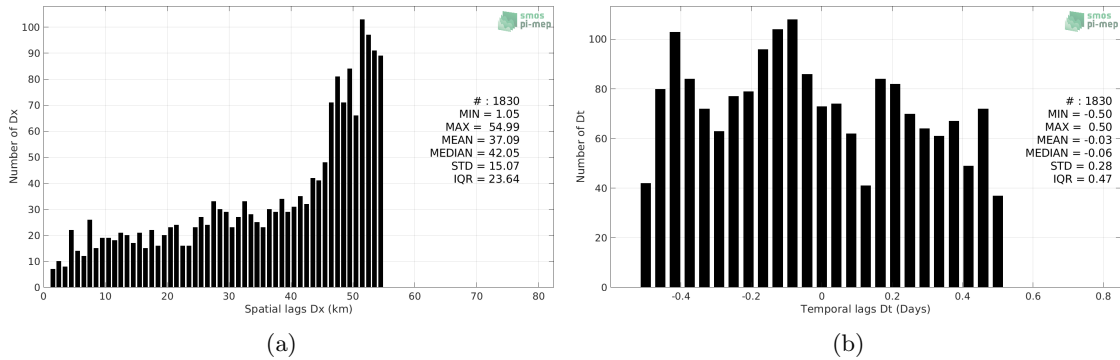 smos
pi-mep
100
90
80
70
60
50
40
30
20
10
0
Number of Dx
# : 1830
MIN = 1.05
MAX = 54.99
MEAN = 37.09
MEDIAN = 42.05
STD = 15.07
IQR = 23.64
0 10 20 30 40 50 60 70 80
Spatial lags Dx (km)
(a)
smos
pi-mep
100
80
60
40
20
0
Number of Dt
# : 1830
MIN = -0.50
MAX = 0.50
MEAN = -0.03
MEDIAN = -0.06
STD = 0.28
IQR = 0.47
-0.4 -0.2 0 0.2 0.4 0.6 0.8
Temporal lags Dt (Days)
(b)